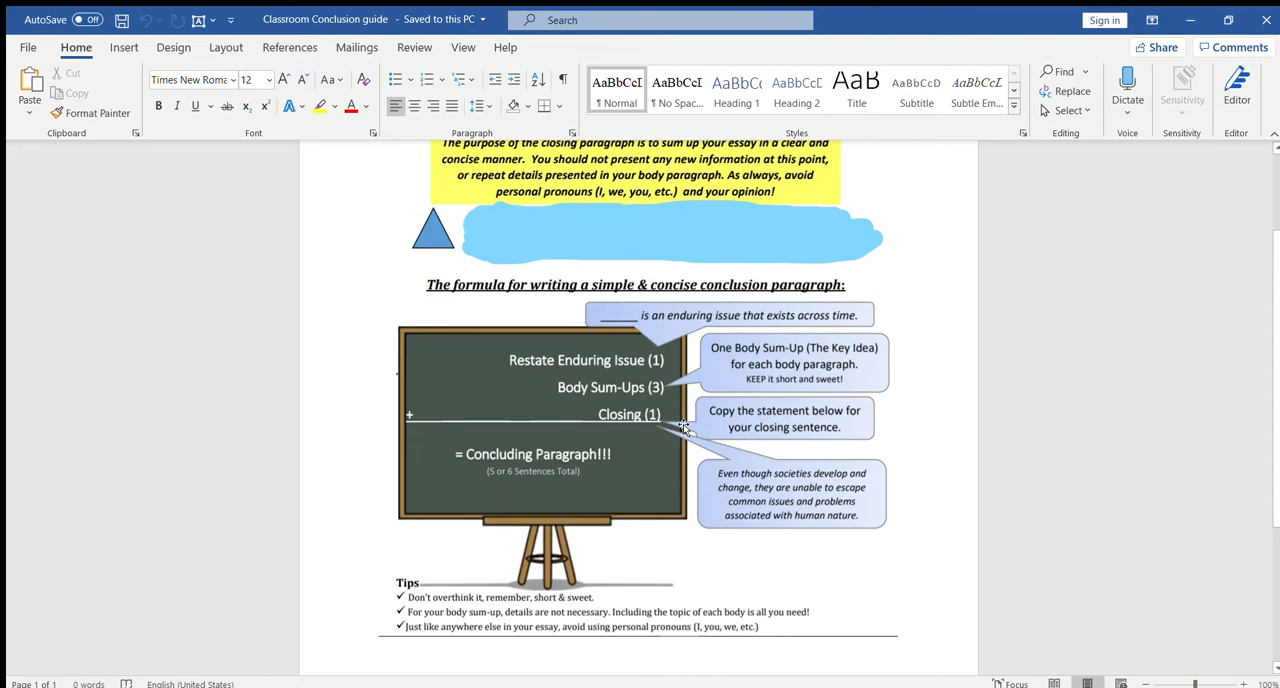 AutoSave Off Classroom Conclusion guide - Saved to this PC Search Sign in
File Home Insert Design Layout References Mailings Review View Help Share Comments
Paste Cut Copy Format Painter Clipboard
Times New Roma 12 Font
Paragraph
AaBbCcI AaBbCcI AaBbCc AaBbCcC AaB AaBbCcD AaBbCcI
¶ Normal ¶ No Spac... Heading 1 Heading 2 Title Subtitle Subtle Em...
Styles
Find Replace Select Editing
Dictate Voice
Sensitivity Sensitivity
Editor Editor
The purpose of the closing paragraph is to sum up your essay in a clear and
concise manner. You should not present any new information at this point,
or repeat details presented in your body paragraph. As always, avoid
personal pronouns (I, we, you, etc.) and your opinion!
The formula for writing a simple & concise conclusion paragraph:
______ is an enduring issue that exists across time.
Restate Enduring Issue (1)
Body Sum-Ups (3)
+ Closing (1)
= Concluding Paragraph!!!
(5 or 6 Sentences Total)
One Body Sum-Up (The Key Idea)
for each body paragraph.
KEEP it short and sweet!
Copy the statement below for
your closing sentence.
Even though societies develop and
change, they are unable to escape
common issues and problems
associated with human nature.
Tips
✓ Don't overthink it, remember, short & sweet.
✓ For your body sum-up, details are not necessary. Including the topic of each body is all you need!
✓ Just like anywhere else in your essay, avoid using personal pronouns (I, you, we, etc.)
Page 1 of 1 0 words English (United States) Focus 100%